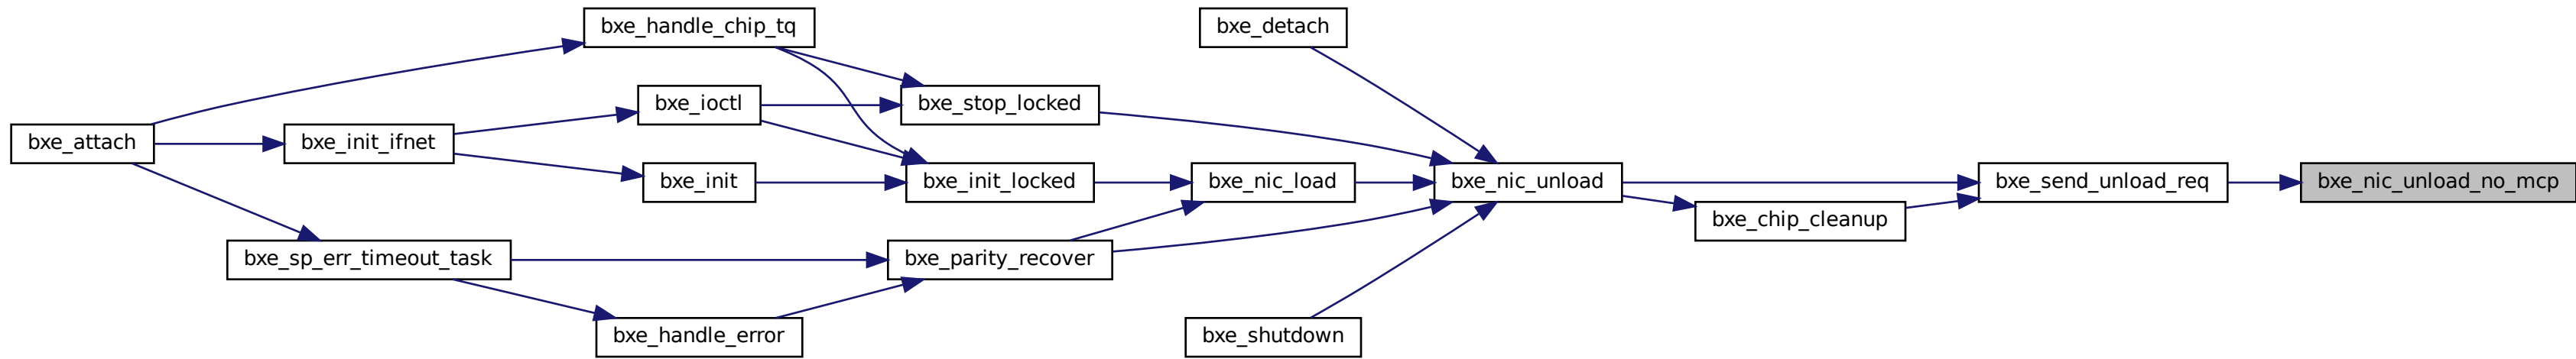 bxe_handle_chip_tq
bxe_detach
bxe_ioctl
bxe_stop_locked
bxe_attach
bxe_init_ifnet
bxe_init
bxe_init_locked
bxe_nic_load
bxe_nic_unload
bxe_send_unload_req
bxe_nic_unload_no_mcp
bxe_chip_cleanup
bxe_sp_err_timeout_task
bxe_parity_recover
bxe_handle_error
bxe_shutdown